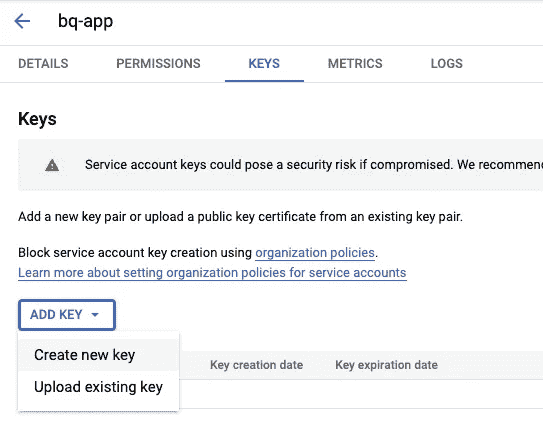 bq-app
DETAILS PERMISSIONS KEYS METRICS LOGS
Keys
Service account keys could pose a security risk if compromised. We recommend
Add a new key pair or upload a public key certificate from an existing key pair.
Block service account key creation using organization policies.
Learn more about setting organization policies for service accounts
ADD KEY
Create new key
Key creation date Key expiration date
Upload existing key